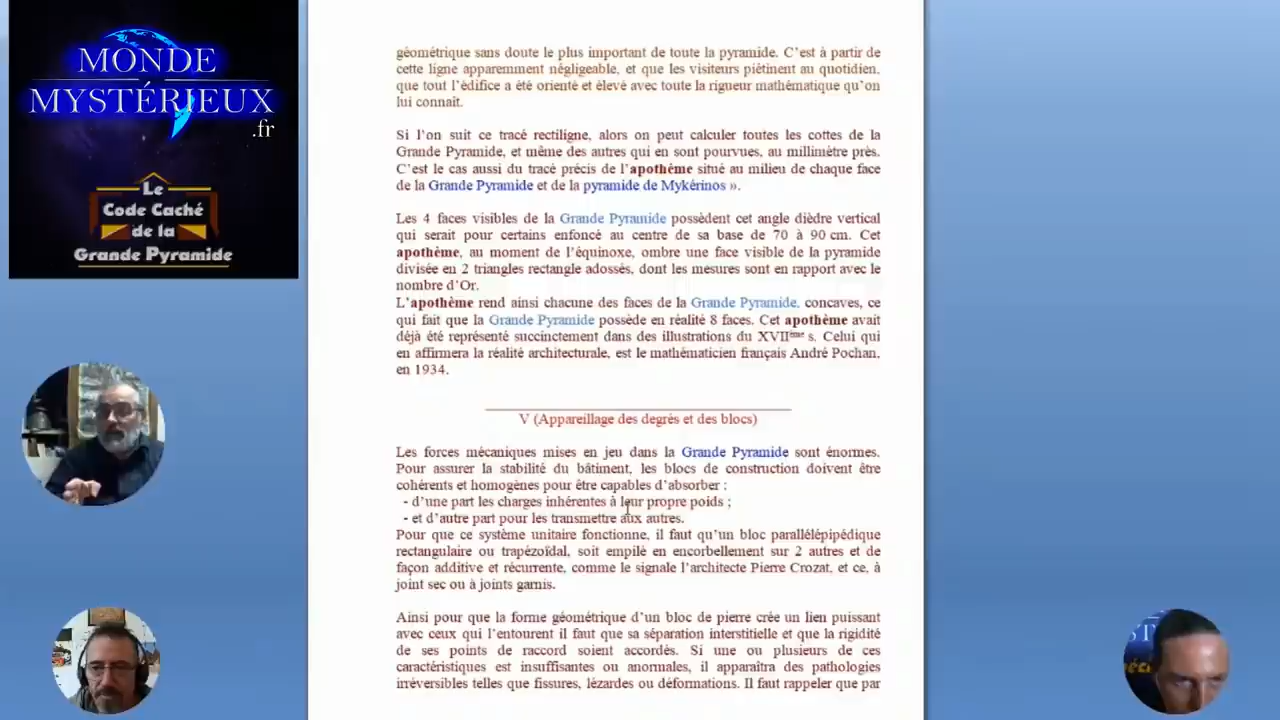 MONDE
MYSTÉRIEUX
.fr
Le
Code Caché
de la
Grande Pyramide
géométrique sans doute le plus important de toute la pyramide. C’est à partir de
cette ligne apparemment négligeable, et que les visiteurs piétinent au quotidien,
que tout l’édifice a été orienté et élevé avec toute la rigueur mathématique qu’on
lui connaît.
Si l’on suit ce tracé rectiligne, alors on peut calculer toutes les cottes de la
Grande Pyramide, et même des autres qui en sont pourvues, au millimètre près.
C’est le cas aussi du tracé précis de l’apothème situé au milieu de chaque face
de la Grande Pyramide et de la pyramide de Mykérinos ».
Les 4 faces visibles de la Grande Pyramide possèdent cet angle dièdre vertical
qui serait pour certains enfoncé au centre de sa base de 70 à 90 cm. Cet
apothème, au moment de l’équinoxe, ombre une face visible de la pyramide
divisée en 2 triangles rectangle adossés, dont les mesures sont en rapport avec le
nombre d’Or.
L’apothème rend ainsi chacune des faces de la Grande Pyramide, concaves, ce
qui fait que la Grande Pyramide possède en réalité 8 faces. Cet apothème avait
déjà été représenté succinctement dans des illustrations du XVIIème s. Celui qui
en affirmera la réalité architecturale, est le mathématicien français André Pochan,
en 1934.
V (Appareillage des degrés et des blocs)
Les forces mécaniques mises en jeu dans la Grande Pyramide sont énormes.
Pour assurer la stabilité du bâtiment, les blocs de construction doivent être
cohérents et homogènes pour être capables d’absorber :
- d’une part les charges inhérentes à leur propre poids ;
- et d’autre part pour les transmettre aux autres.
Pour que ce système unitaire fonctionne, il faut qu’un bloc parallélépipédique
rectangulaire ou trapézoïdal, soit empilé en encorbellement sur 2 autres et de
façon additive et récurrente, comme le signale l’architecte Pierre Crozat, et ce, à
joint sec ou à joints garnis.
Ainsi pour que la forme géométrique d’un bloc de pierre crée un lien puissant
avec ceux qui l’entourent il faut que sa séparation interstitielle et que la rigidité
de ses points de raccord soient accordés. Si une ou plusieurs de ces
caractéristiques est insuffisantes ou anormales, il apparaîtra des pathologies
irréversibles telles que fissures, lézardes ou déformations. Il faut rappeler que par